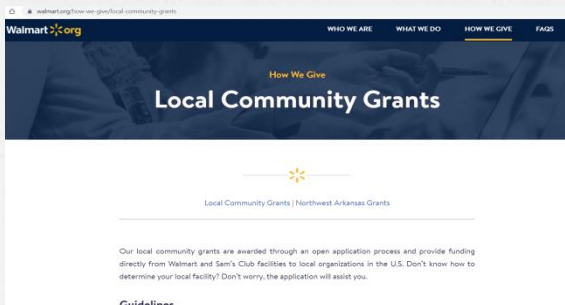 walmart.org/how-we-give/local-community-grants
Walmart org WHO WE ARE WHAT WE DO HOW WE GIVE FAQS
How We Give
Local Community Grants
Local Community Grants | Northwest Arkansas Grants
Our local community grants are awarded through an open application process and provide funding
directly from Walmart and Sam's Club facilities to local organizations in the U.S. Don't know how to
determine your local facility? Don't worry, the application will assist you.
Guidelines